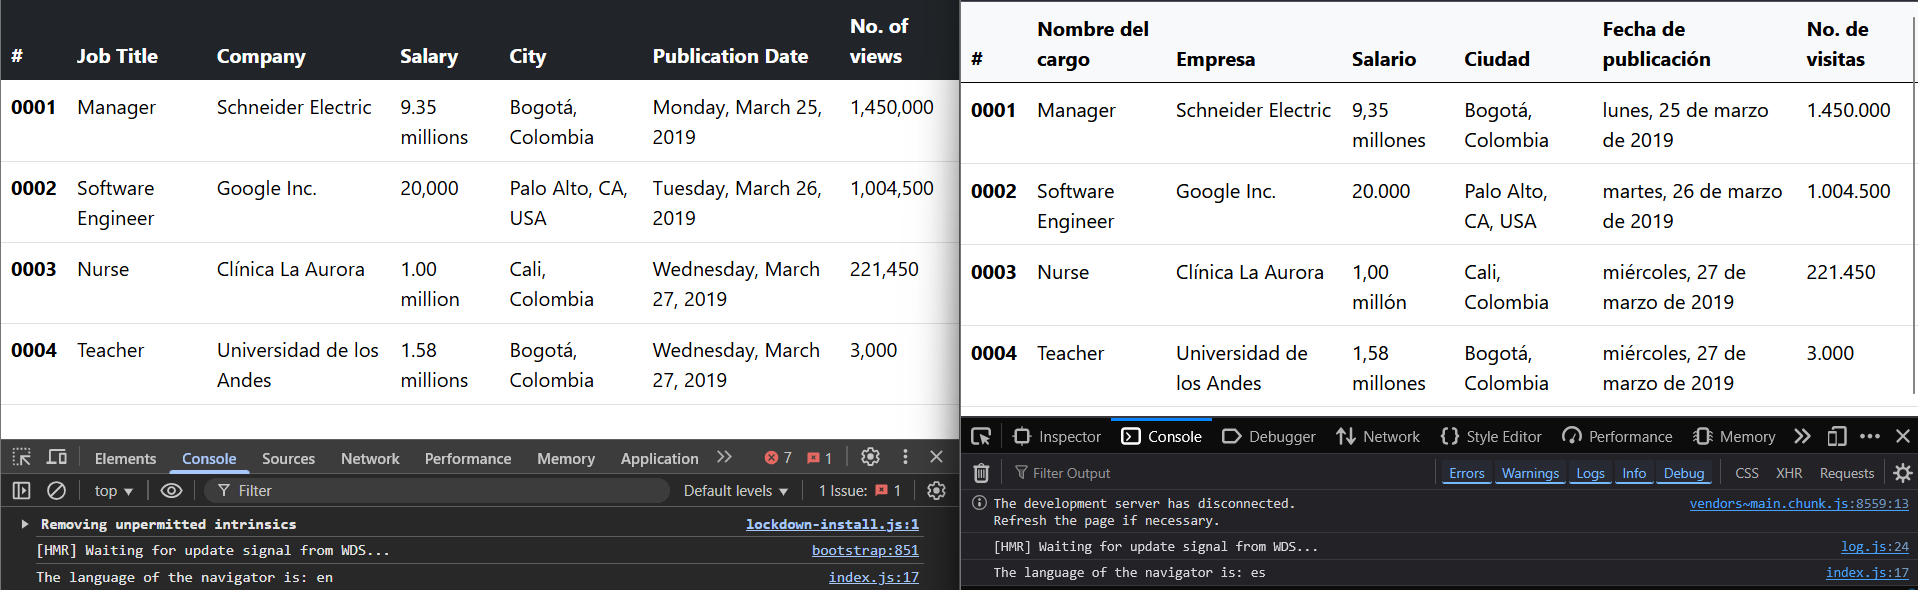 No. of
# Job Title Company Salary City Publication Date views
0001 Manager Schneider Electric 9.35 Bogotá, Monday, March 25, 1,450,000
millions Colombia 2019
0002 Software Google Inc. 20,000 Palo Alto, CA, Tuesday, March 26, 1,004,500
Engineer USA 2019
0003 Nurse Clínica La Aurora 1.00 Cali, Wednesday, March 221,450
million Colombia 27, 2019
0004 Teacher Universidad de los 1.58 Bogotá, Wednesday, March 3,000
Andes millions Colombia 27, 2019
Elements Console Sources Network Performance Memory Application 7 1
top Filter Default levels 1 Issue: 1
Removing unpermitted intrinsics lockdown-install.js:1
[HMR] Waiting for update signal from WDS... bootstrap:851
The language of the navigator is: en index.js:17
Nombre del Fecha de No. de
# cargo Empresa Salario Ciudad publicación visitas
0001 Manager Schneider Electric 9,35 Bogotá, lunes, 25 de marzo 1.450.000
millones Colombia de 2019
0002 Software Google Inc. 20.000 Palo Alto, martes, 26 de marzo 1.004.500
Engineer CA, USA de 2019
0003 Nurse Clínica La Aurora 1,00 Cali, miércoles, 27 de 221.450
millón Colombia marzo de 2019
0004 Teacher Universidad de 1,58 Bogotá, miércoles, 27 de 3.000
los Andes millones Colombia marzo de 2019
Inspector Console Debugger Network Style Editor Performance Memory
Filter Output Errors Warnings Logs Info Debug CSS XHR Requests
The development server has disconnected. vendors~main.chunk.js:8559:13
Refresh the page if necessary.
[HMR] Waiting for update signal from WDS... log.js:24
The language of the navigator is: es index.js:17